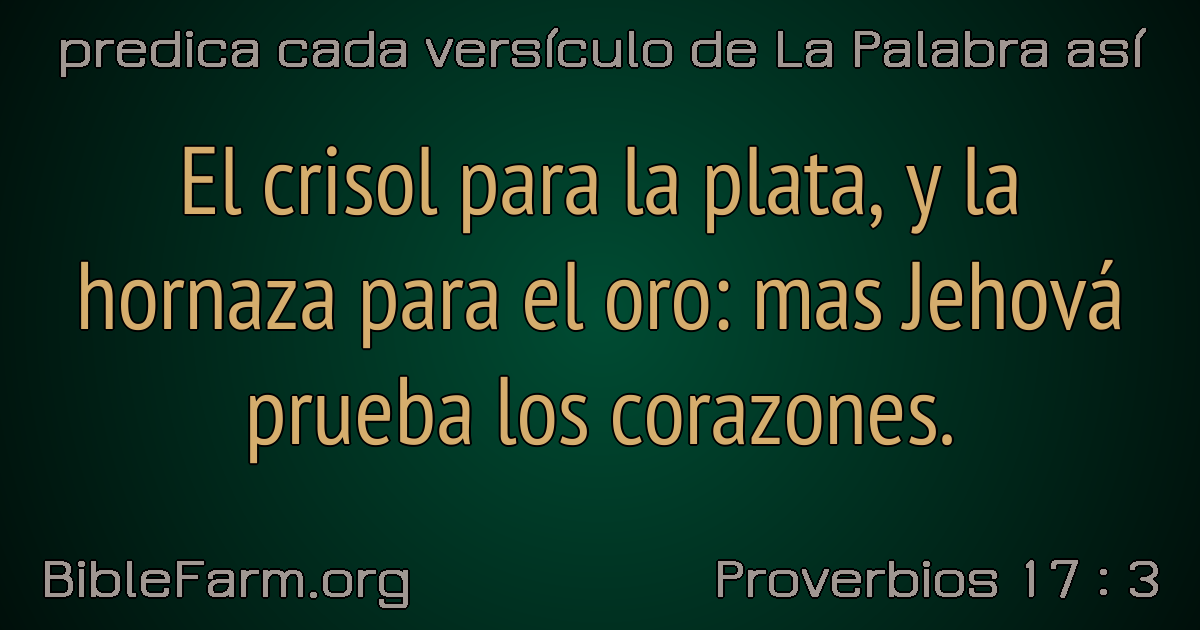 predica cada versículo de La Palabra así
El crisol para la plata, y la
hornaza para el oro: mas Jehová
prueba los corazones.
BibleFarm.org
Proverbios 17 : 3